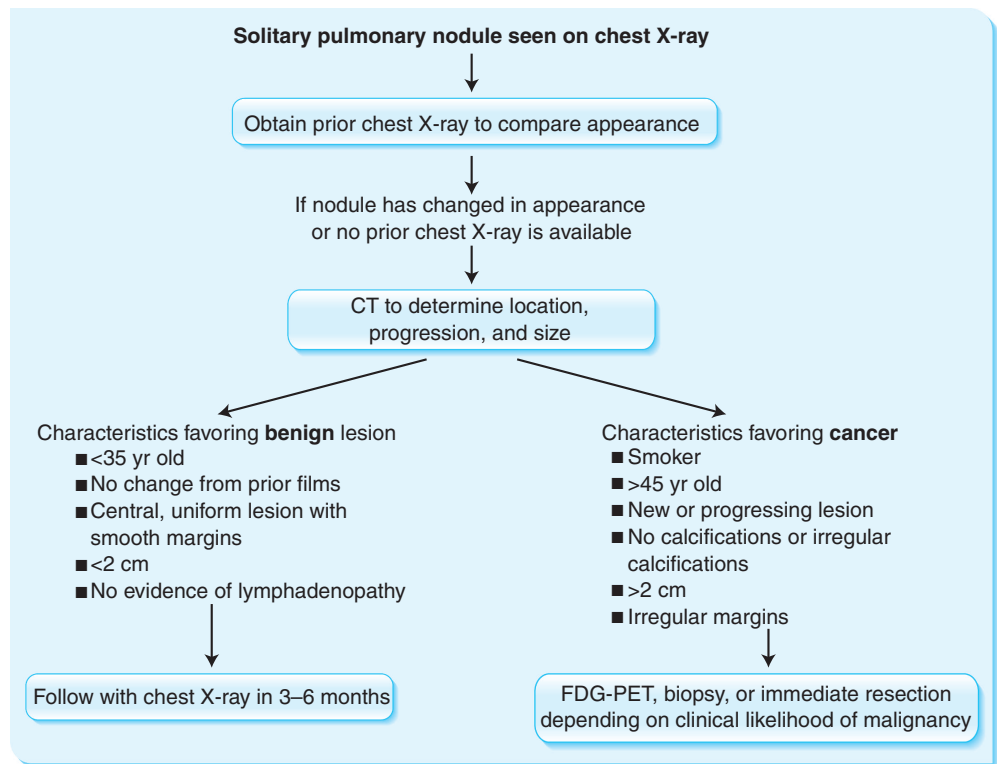 Solitary pulmonary nodule seen on chest X-ray
Obtain prior chest X-ray to compare appearance
If nodule has changed in appearance
or no prior chest X-ray is available
CT to determine location,
progression, and size
Characteristics favoring benign lesion
■ <35 yr old
■ No change from prior films
■ Central, uniform lesion with
smooth margins
■ <2 cm
■ No evidence of lymphadenopathy
Follow with chest X-ray in 3–6 months
Characteristics favoring cancer
■ Smoker
■ >45 yr old
■ New or progressing lesion
■ No calcifications or irregular
calcifications
■ >2 cm
■ Irregular margins
FDG-PET, biopsy, or immediate resection
depending on clinical likelihood of malignancy